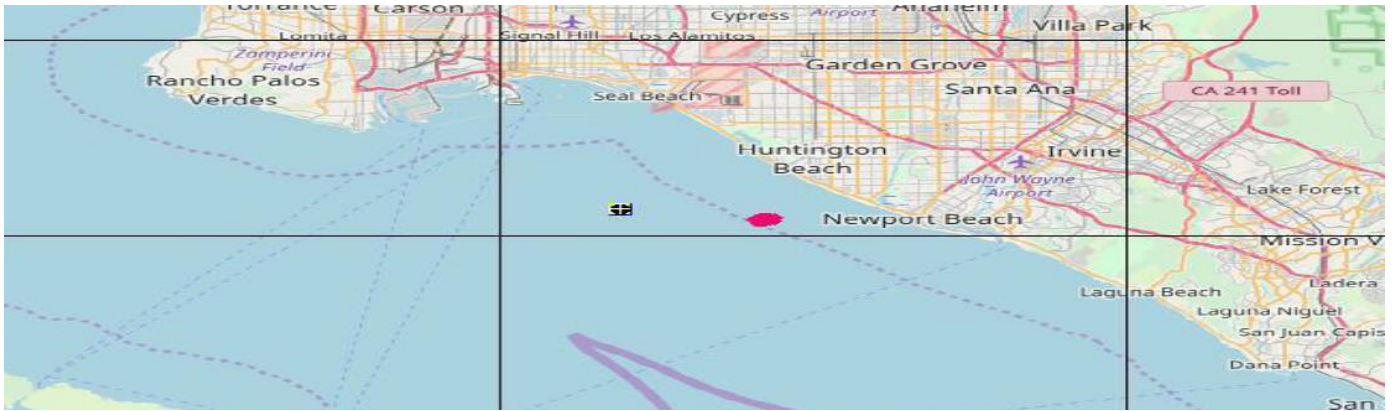 Torrance
Carson
Cypress
Airport
Anaheim
Villa Park
Lomita
Signal Hill
Los Alamitos
Zamperini
Field
Garden Grove
Rancho Palos
Verdes
Seal Beach
Santa Ana
CA 241 Toll
Huntington
Beach
Irvine
John Wayne
Airport
Lake Forest
Newport Beach
Mission V
Laguna Beach
Ladera
Laguna Niguel
San Juan Capis
Dana Point
San